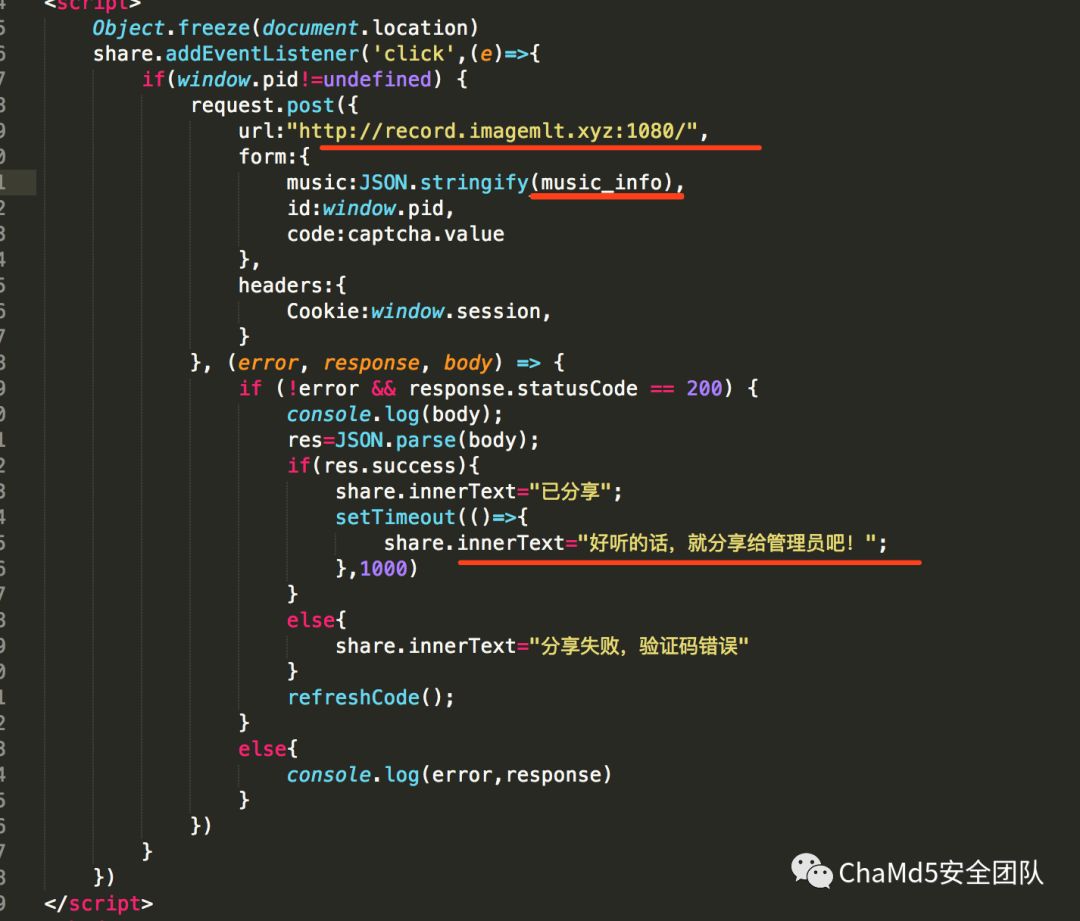 <script>
Object.freeze(document.location)
share.addEventListener('click',(e)=>{
if(window.pid!=undefined) {
request.post({
url:"http://record.imagemlt.xyz:1080/",
form:{
music:JSON.stringify(music_info),
id:window.pid,
code:captcha.value
},
headers:{
Cookie:window.session,
}
}, (error, response, body) => {
if (!error && response.statusCode == 200) {
console.log(body);
res=JSON.parse(body);
if(res.success){
share.innerText="已分享";
setTimeout(()=>{
share.innerText="好听的话，就分享给管理员吧！";
},1000)
}
else{
share.innerText="分享失败，验证码错误"
}
refreshCode();
}
else{
console.log(error,response)
}
})
}
})
</script>
ChaMd5安全团队